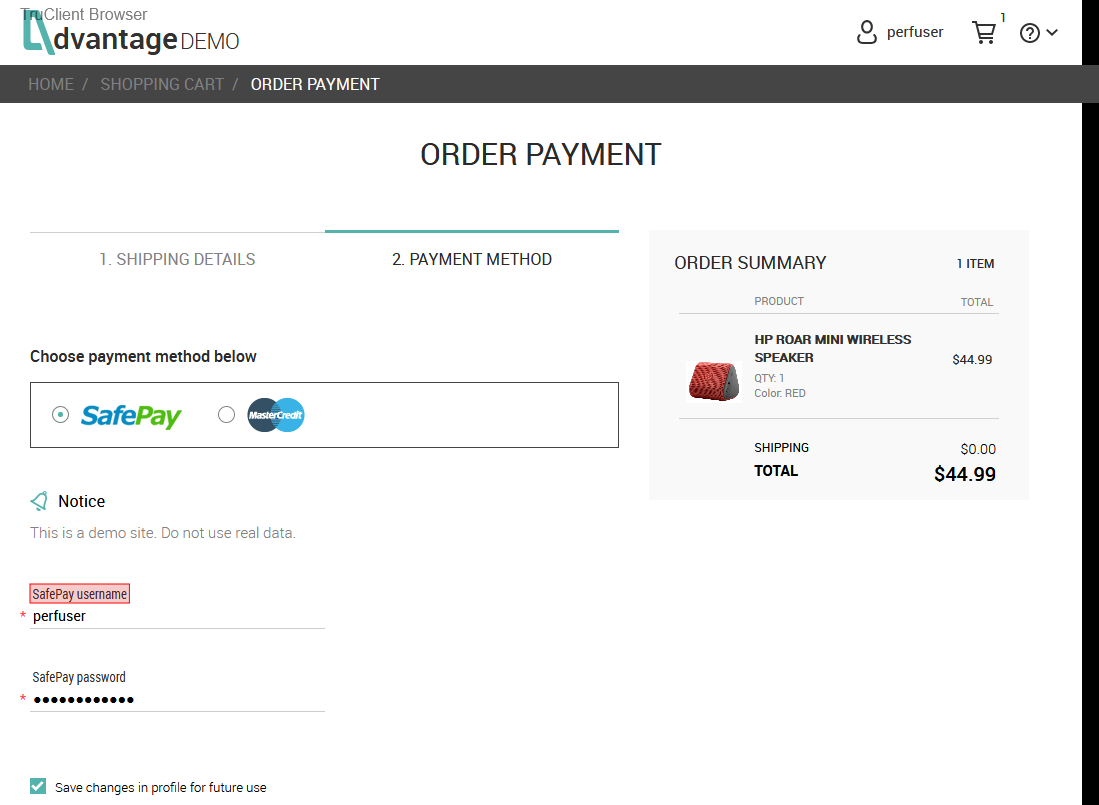 TruClient Browser
dvantage DEMO
perfuser
1
?
HOME / SHOPPING CART / ORDER PAYMENT
ORDER PAYMENT
1. SHIPPING DETAILS
2. PAYMENT METHOD
Choose payment method below
SafePay
MasterCredit
Notice
This is a demo site. Do not use real data.
SafePay username
* perfuser
SafePay password
* ●●●●●●●●●●●●
Save changes in profile for future use
ORDER SUMMARY
1 ITEM
PRODUCT
TOTAL
HP ROAR MINI WIRELESS
SPEAKER
$44.99
QTY: 1
Color: RED
SHIPPING
$0.00
TOTAL
$44.99